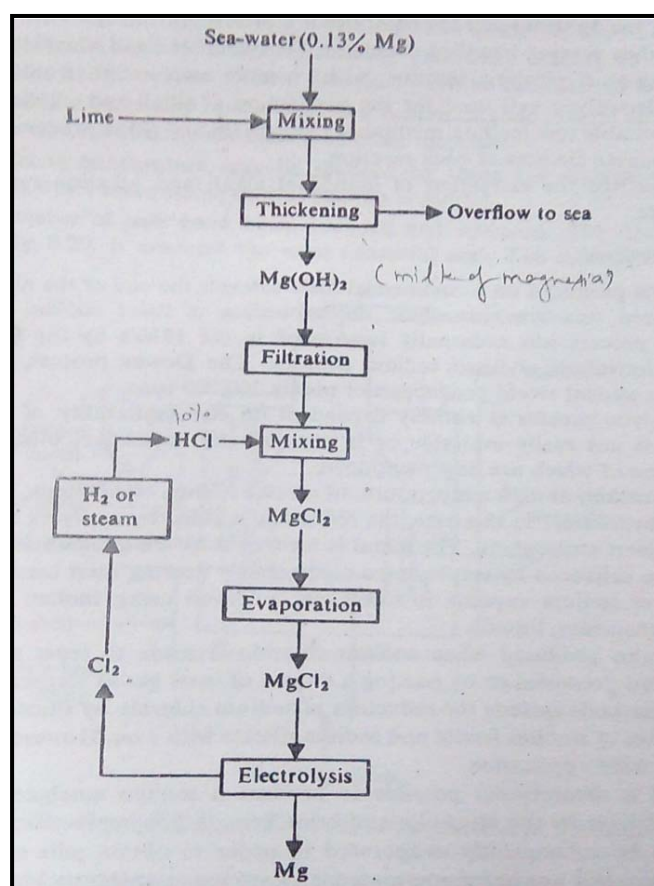 Sea-water (0.13% Mg)
Lime
Mixing
Thickening
Overflow to sea
Mg(OH)₂
(milk of magnesia)
Filtration
HCl
Mixing
H₂ or
steam
MgCl₂
Evaporation
Cl₂
MgCl₂
Electrolysis
Mg